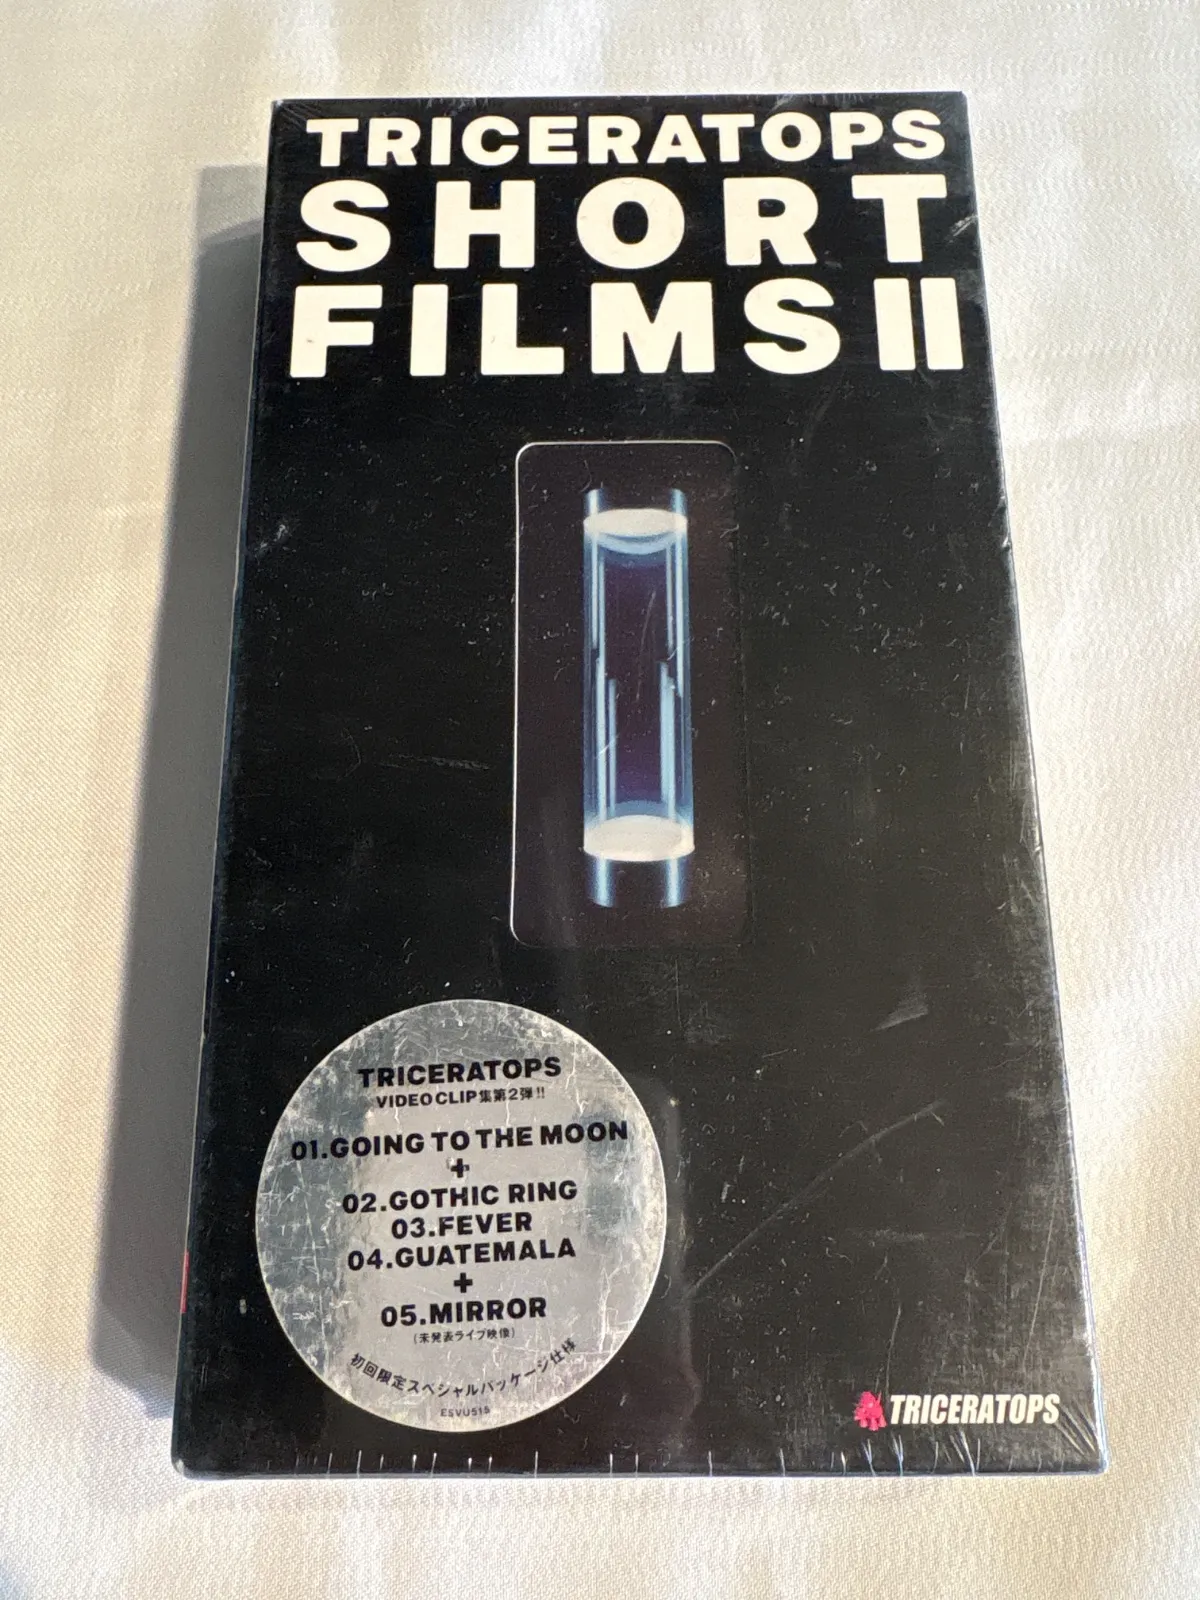 TRICERATOPS
SHORT
FILMS II
TRICERATOPS
VIDEO CLIP集第2弾!!
01.GOING TO THE MOON
+
02.GOTHIC RING
03.FEVER
04.GUATEMALA
+
05.MIRROR
(未発表ライブ映像)
初回限定スペシャルパッケージ仕様
ESVU515
TRICERATOPS